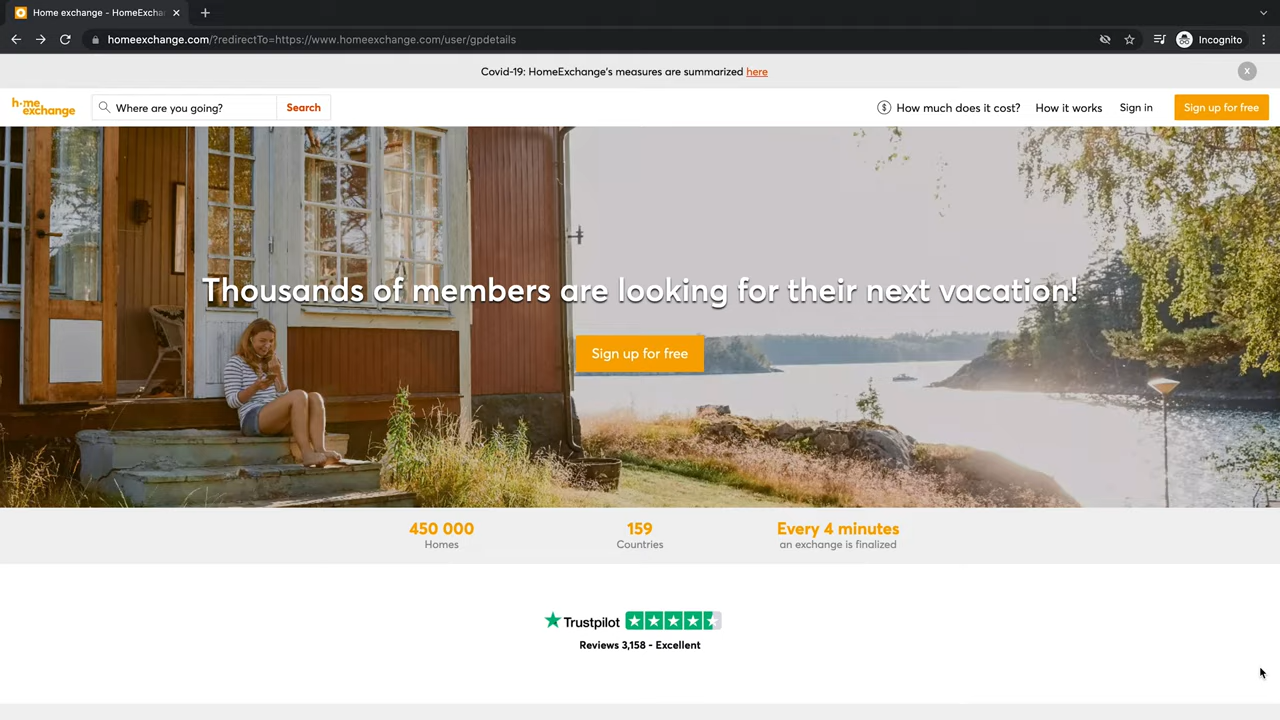 Home exchange - HomeExcha
homeexchange.com/?redirectTo=https://www.homeexchange.com/user/gpdetails
Incognito
Covid-19: HomeExchange's measures are summarized here
X
home exchange
Where are you going?
Search
$ How much does it cost?
How it works
Sign in
Sign up for free
Thousands of members are looking for their next vacation!
Sign up for free
450 000
Homes
159
Countries
Every 4 minutes
an exchange is finalized
Trustpilot
Reviews 3,158 - Excellent